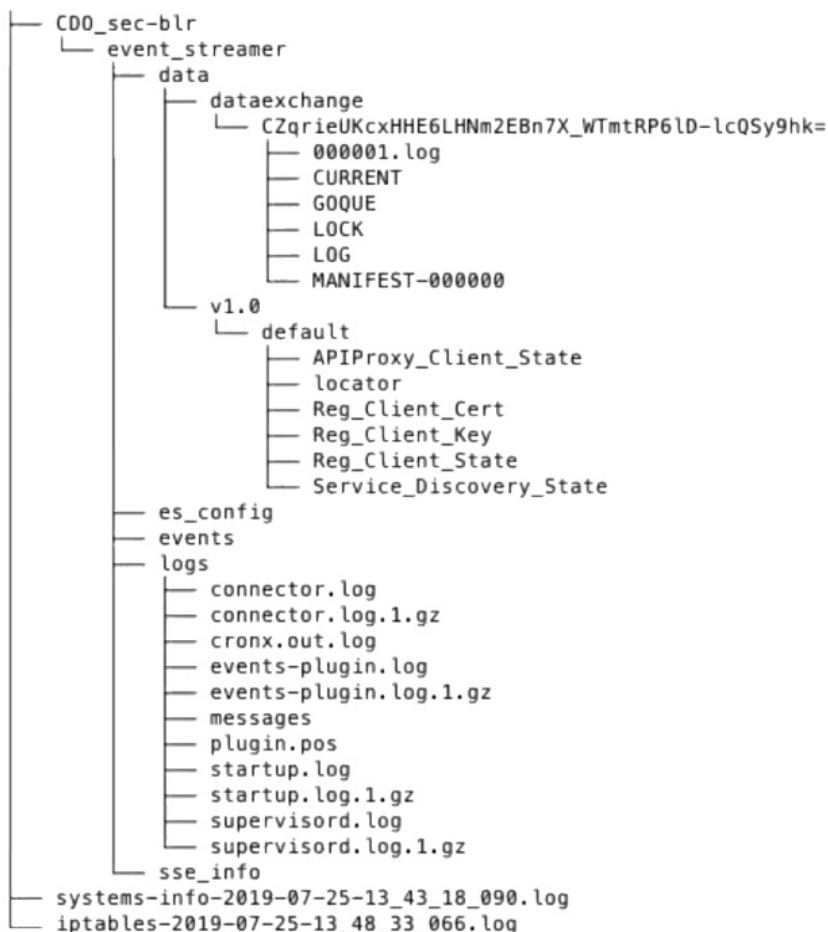 CDO_sec-blr
event_streamer
data
dataexchange
CZqrieUKcxHHE6LHNm2EBn7X_WTmtRP6lD-lcQSy9hk=
000001.log
CURRENT
GOQUE
LOCK
LOG
MANIFEST-000000
v1.0
default
APIProxy_Client_State
locator
Reg_Client_Cert
Reg_Client_Key
Reg_Client_State
Service_Discovery_State
es_config
events
logs
connector.log
connector.log.1.gz
cronx.out.log
events-plugin.log
events-plugin.log.1.gz
messages
plugin.pos
startup.log
startup.log.1.gz
supervisord.log
supervisord.log.1.gz
sse_info
systems-info-2019-07-25-13_43_18_090.log
iptables-2019-07-25-13_48_33_066.log